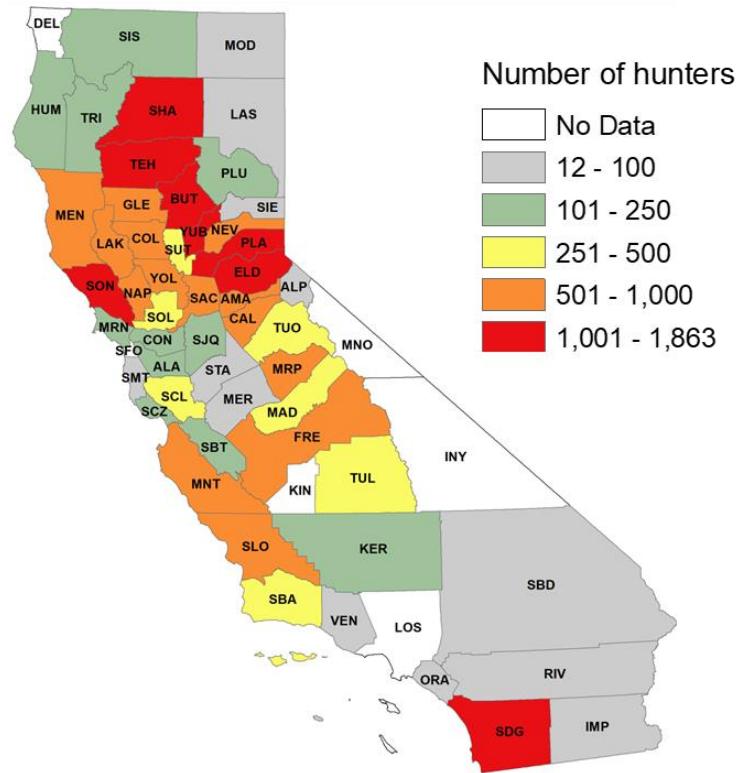 DEL
SIS
MOD
HUM
TRI
SHA
LAS
TEH
PLU
BUT
SIE
MEN
GLE
LAK
COL
SUT
YUB
NEV
PLA
ELD
SON
NAP
YOL
SAC
AMA
ALP
SOL
CAL
MRN
CON
SJQ
TUO
MNO
SFO
ALA
STA
SMT
SCL
MER
MRP
SCZ
MAD
SBT
FRE
INY
MNT
KIN
TUL
SLO
KER
SBD
SBA
VEN
LOS
ORA
RIV
SDG
IMP
Number of hunters
No Data
12 - 100
101 - 250
251 - 500
501 - 1,000
1,001 - 1,863